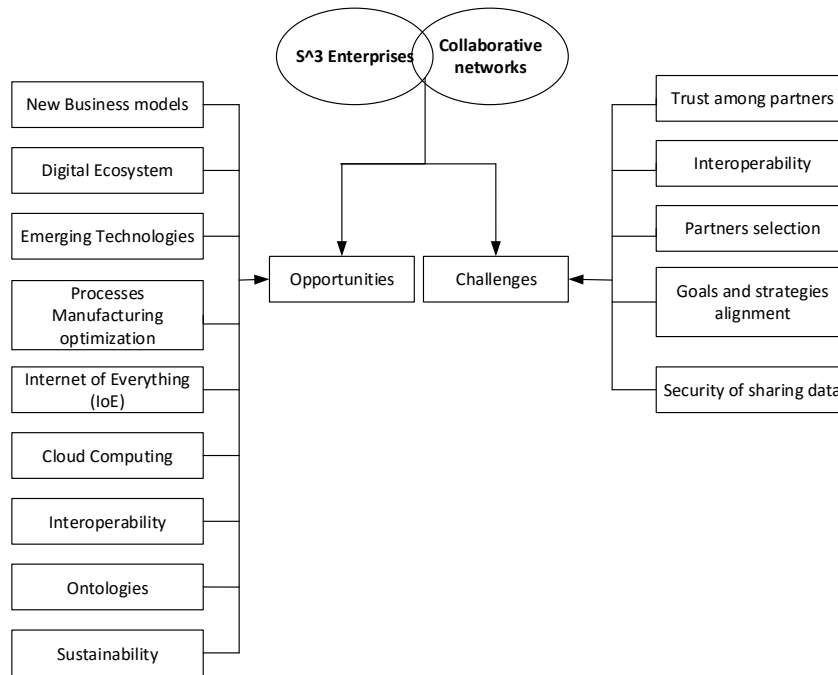 S^3 Enterprises
Collaborative
networks
New Business models
Digital Ecosystem
Emerging Technologies
Processes
Manufacturing
optimization
Internet of Everything
(IoE)
Cloud Computing
Interoperability
Ontologies
Sustainability
Opportunities
Challenges
Trust among partners
Interoperability
Partners selection
Goals and strategies
alignment
Security of sharing data